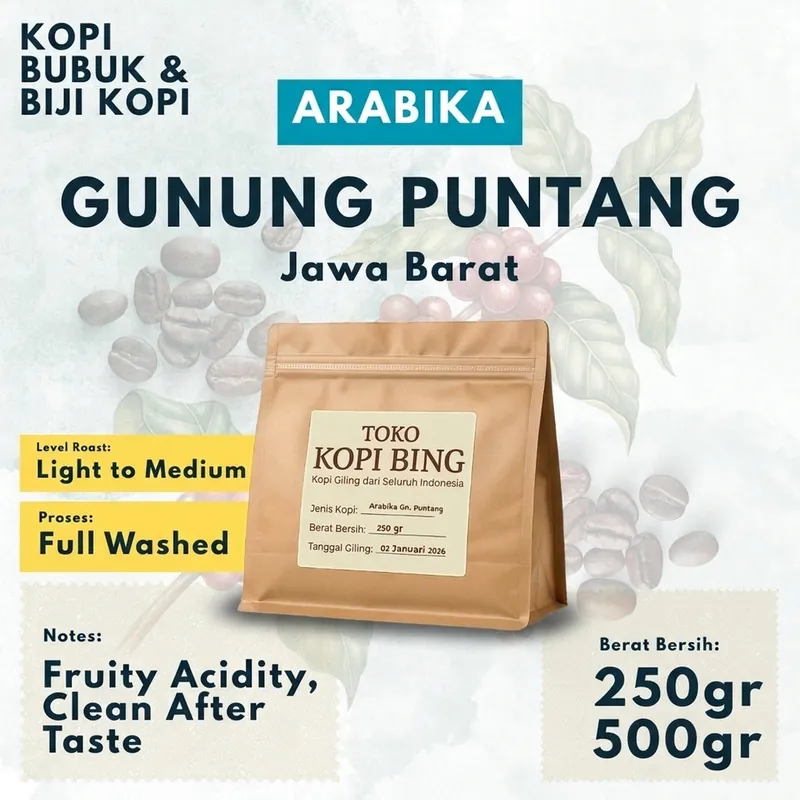 KOPI
BUBUK &
BIJI KOPI
ARABIKA
GUNUNG PUNTANG
Jawa Barat
Level Roast:
Light to Medium
Proses:
Full Washed
TOKO
KOPI BING
Kopi Giling dari Seluruh Indonesia
Jenis Kopi: Arabika Gn. Puntang
Berat Bersih: 250 gr
Tanggal Giling: 02 Januari 2026
Notes:
Fruity Acidity,
Clean After
Taste
Berat Bersih:
250gr
500gr